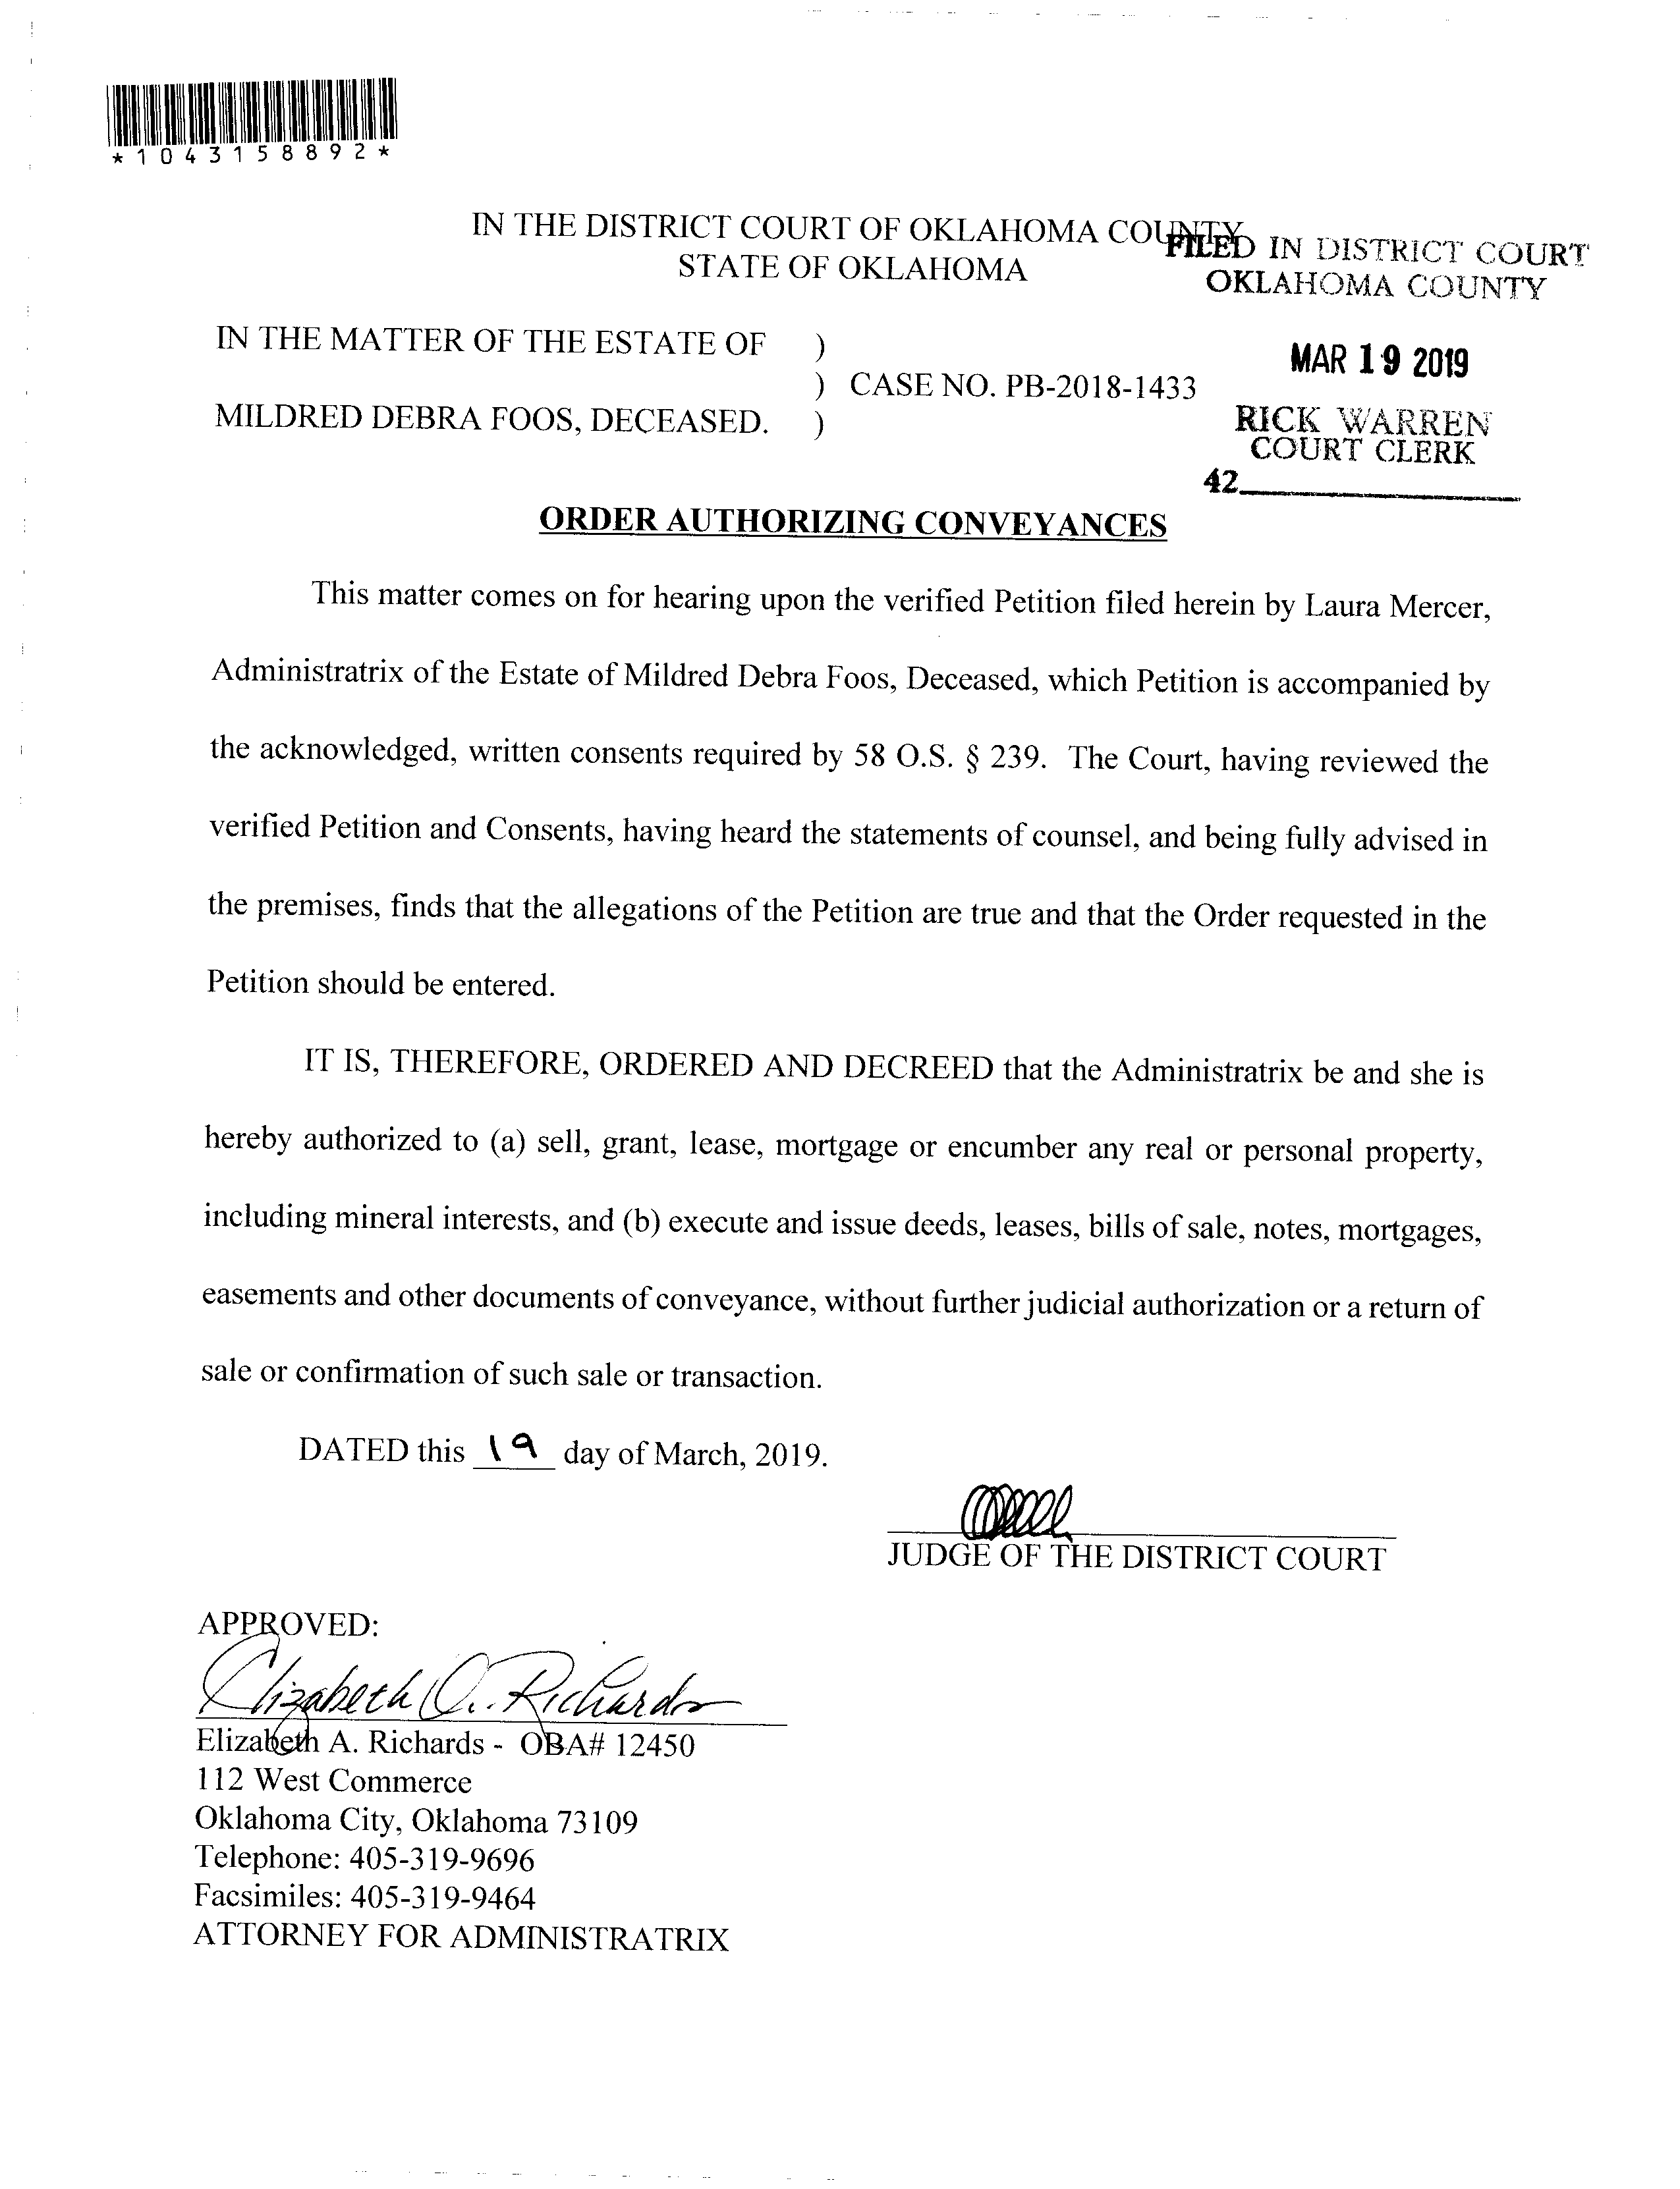 *1043158892*
IN THE DISTRICT COURT OF OKLAHOMA COUNTY
STATE OF OKLAHOMA
FILED IN DISTRICT COURT
OKLAHOMA COUNTY
IN THE MATTER OF THE ESTATE OF )
) CASE NO. PB-2018-1433
MILDRED DEBRA FOOS, DECEASED. )
MAR 19 2019
RICK WARREN
COURT CLERK
42
ORDER AUTHORIZING CONVEYANCES
This matter comes on for hearing upon the verified Petition filed herein by Laura Mercer,
Administratrix of the Estate of Mildred Debra Foos, Deceased, which Petition is accompanied by
the acknowledged, written consents required by 58 O.S. § 239. The Court, having reviewed the
verified Petition and Consents, having heard the statements of counsel, and being fully advised in
the premises, finds that the allegations of the Petition are true and that the Order requested in the
Petition should be entered.
IT IS, THEREFORE, ORDERED AND DECREED that the Administratrix be and she is
hereby authorized to (a) sell, grant, lease, mortgage or encumber any real or personal property,
including mineral interests, and (b) execute and issue deeds, leases, bills of sale, notes, mortgages,
easements and other documents of conveyance, without further judicial authorization or a return of
sale or confirmation of such sale or transaction.
DATED this 19 day of March, 2019.
JUDGE OF THE DISTRICT COURT
APPROVED:
Elizabeth A. Richards
Elizabeth A. Richards - OBA# 12450
112 West Commerce
Oklahoma City, Oklahoma 73109
Telephone: 405-319-9696
Facsimiles: 405-319-9464
ATTORNEY FOR ADMINISTRATRIX